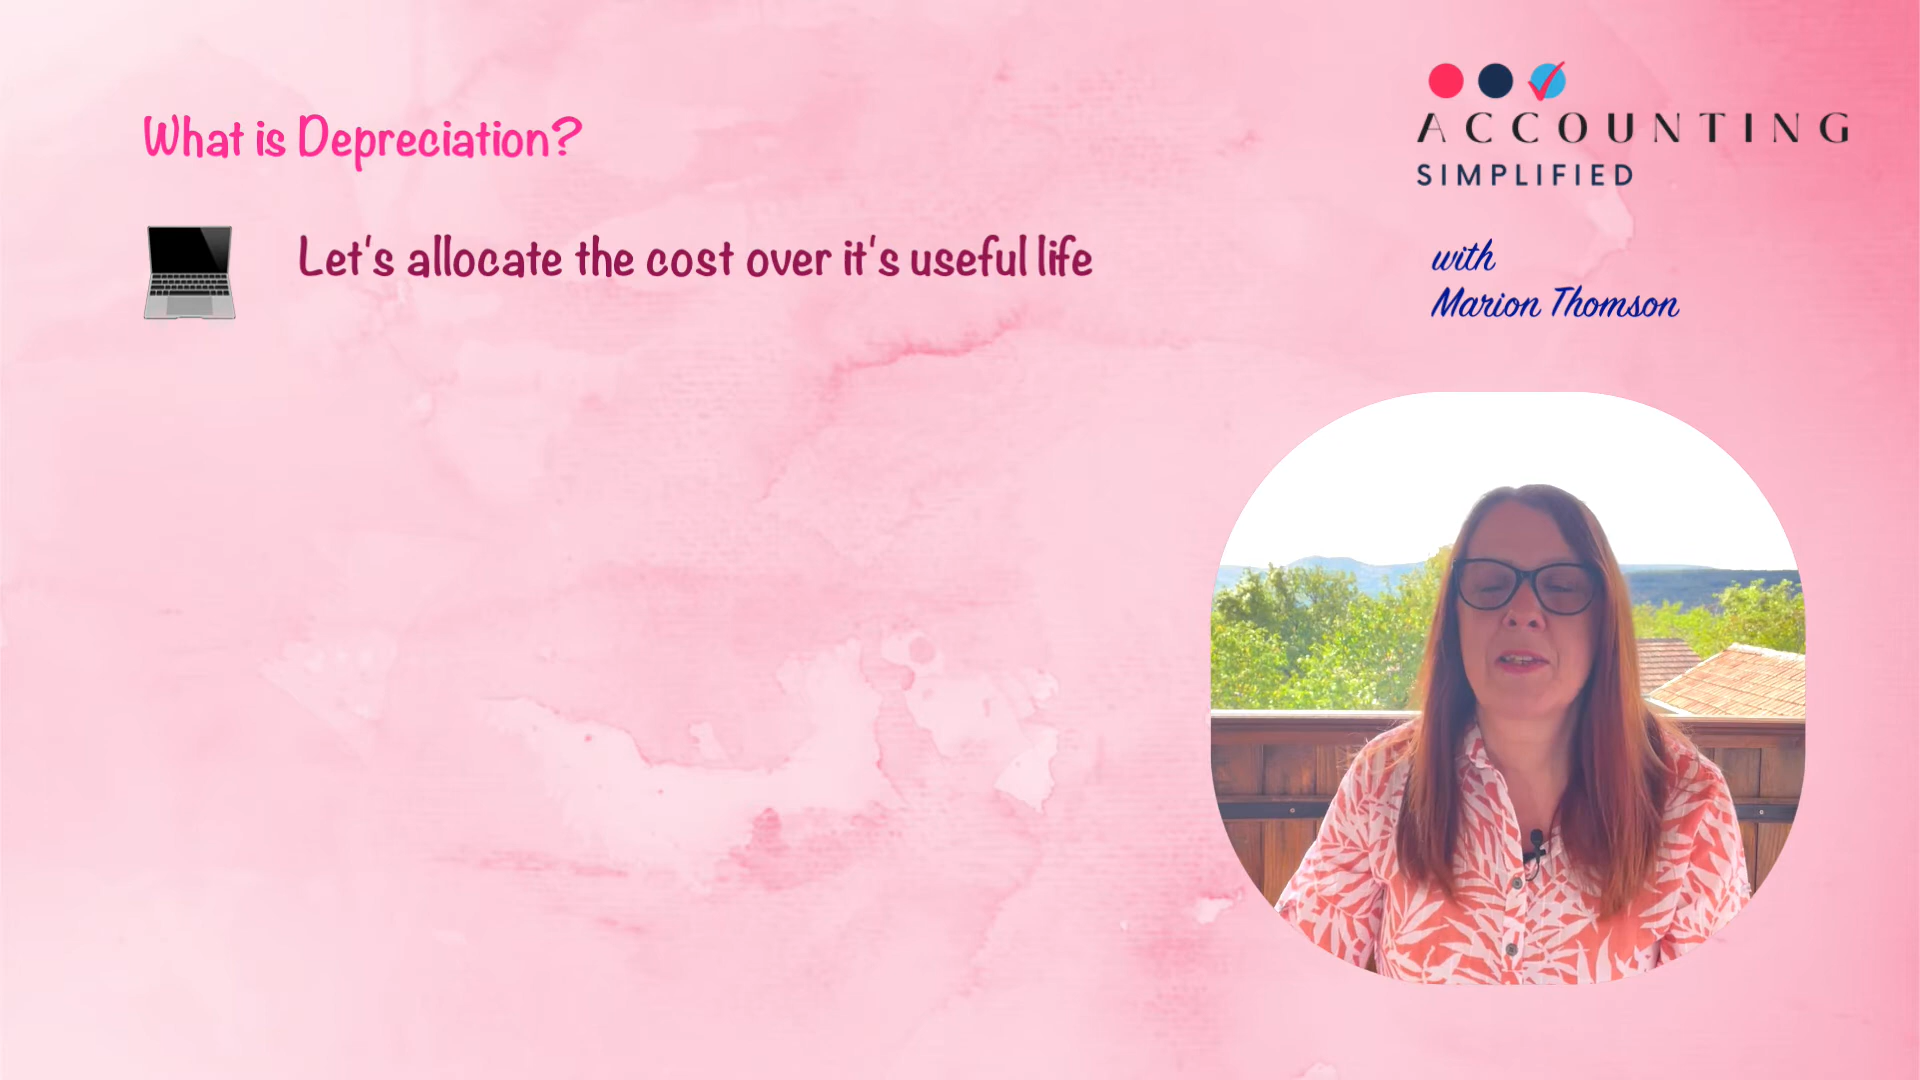 What is Depreciation?
Let's allocate the cost over it's useful life
ACCOUNTING
SIMPLIFIED
with
Marion Thomson